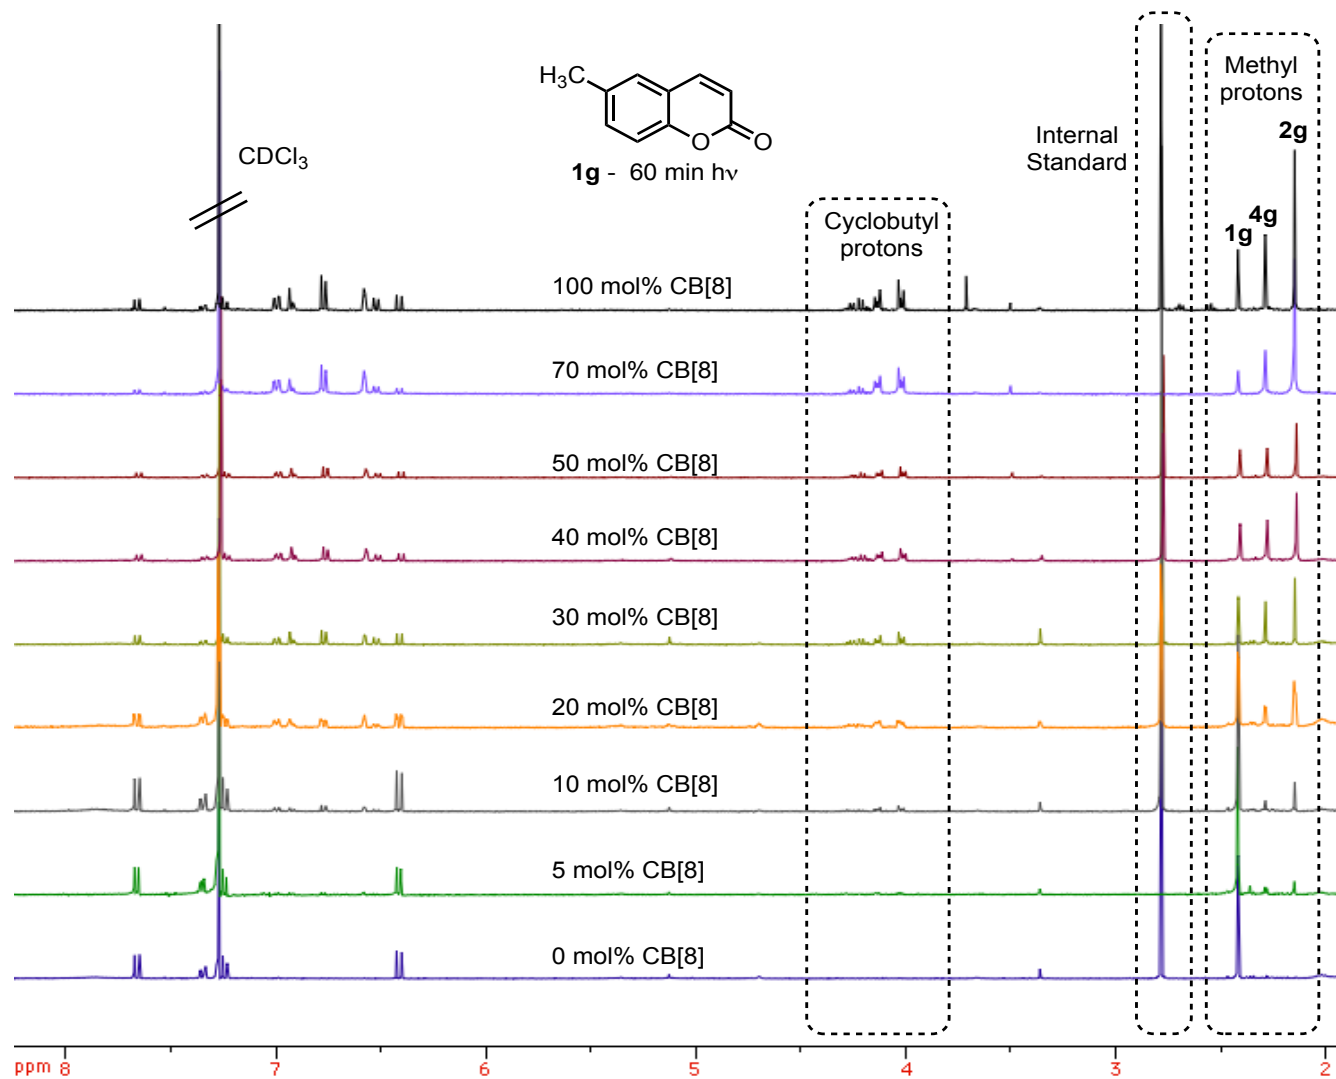 Methyl
protons
2g
H3C
O
O
1g - 60 min hν
CDCl3
Internal
Standard
4g
1g
Cyclobutyl
protons
100 mol% CB[8]
70 mol% CB[8]
50 mol% CB[8]
40 mol% CB[8]
30 mol% CB[8]
20 mol% CB[8]
10 mol% CB[8]
5 mol% CB[8]
0 mol% CB[8]
ppm 8 7 6 5 4 3 2